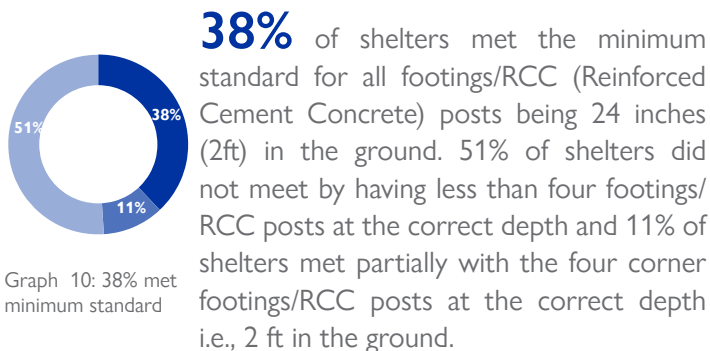 38% of shelters met the minimum
standard for all footings/RCC (Reinforced
Cement Concrete) posts being 24 inches
(2ft) in the ground. 51% of shelters did
not meet by having less than four footings/
RCC posts at the correct depth and 11% of
shelters met partially with the four corner
footings/RCC posts at the correct depth
i.e., 2 ft in the ground.
38%
51%
11%
Graph 10: 38% met
minimum standard